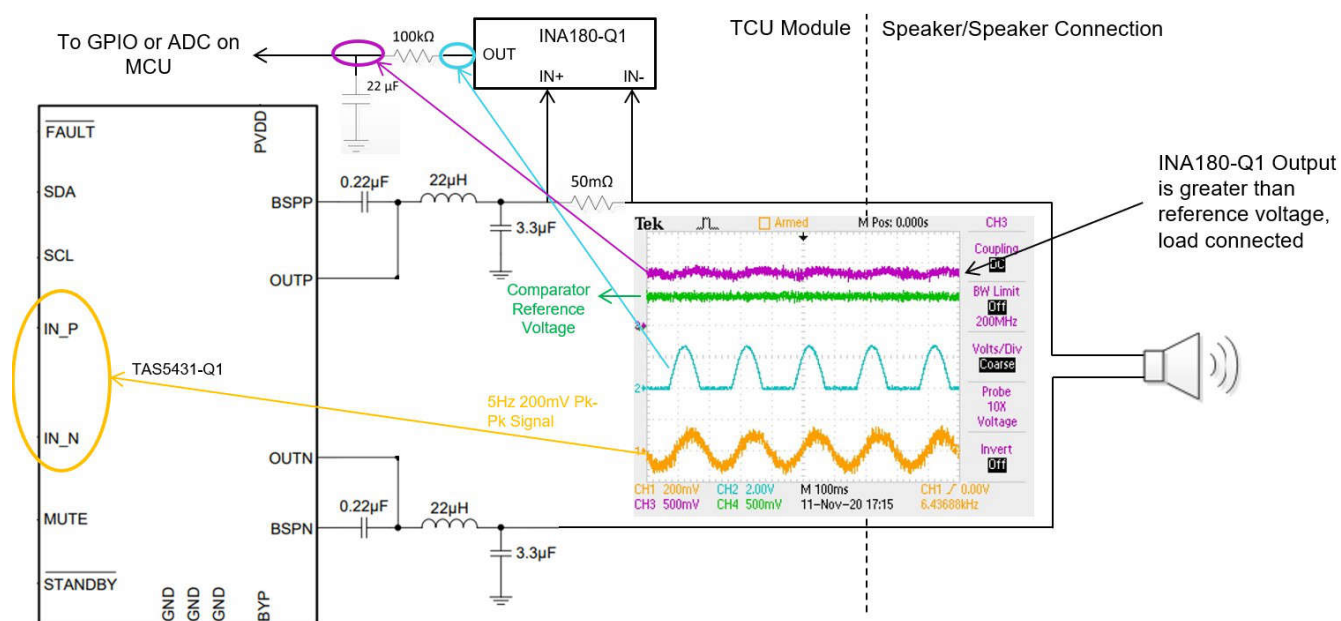 To GPIO or ADC on
MCU
100kΩ
22 µF
OUT
INA180-Q1
IN+
IN-
TCU Module
Speaker/Speaker Connection
FAULT
SDA
SCL
IN_P
IN_N
MUTE
STANDBY
PVDD
BSPP
OUTP
OUTN
BSPN
GND
GND
GND
BYP
TAS5431-Q1
0.22µF
22µH
3.3µF
50mΩ
0.22µF
22µH
3.3µF
Comparator
Reference
Voltage
5Hz 200mV Pk-
Pk Signal
INA180-Q1 Output
is greater than
reference voltage,
load connected
Tek
Armed
M Pos: 0.000s
CH3
Coupling
DC
BW Limit
Off
200MHz
Volts/Div
Coarse
Probe
10X
Voltage
Invert
Off
2
CH1 200mV
CH2 2.00V
M 100ms
CH1 / 0.00V
CH3 500mV
CH4 500mV
11-Nov-20 17:15
6.43688kHz